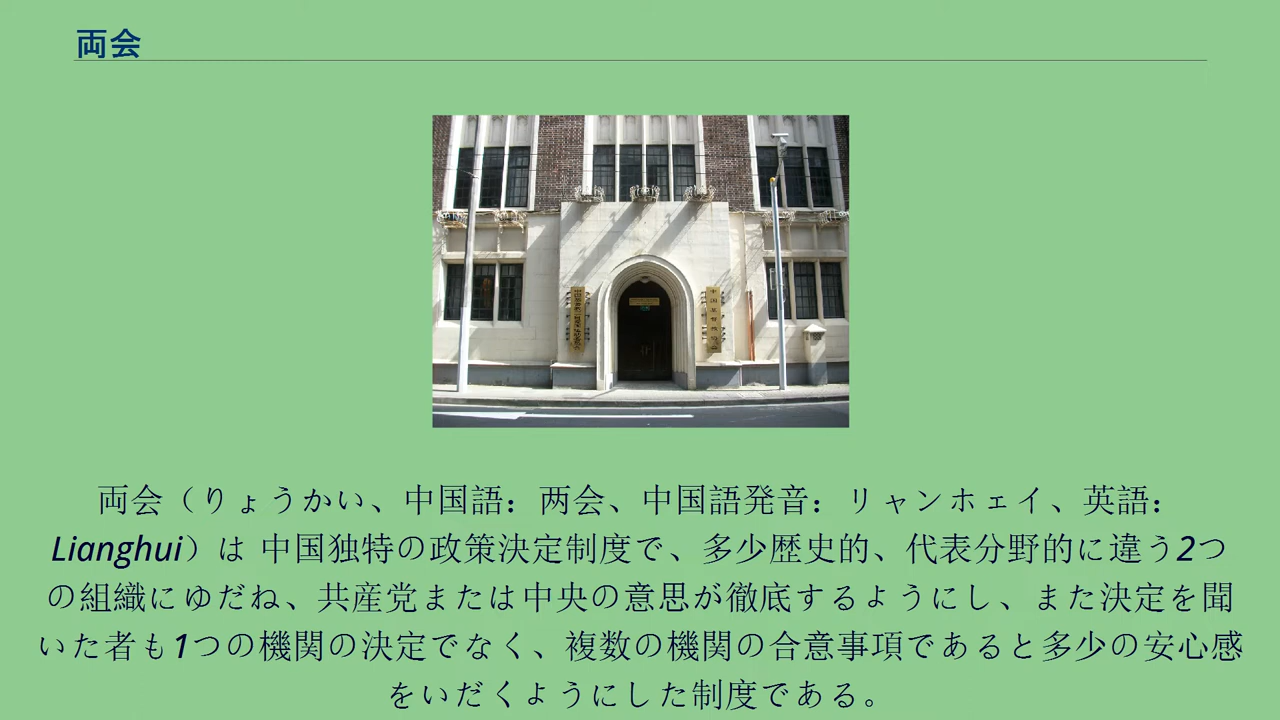 両会
中国基督教協会
両会（りょうかい、中国語：两会、中国語発音：リャンホェイ、英語：
Lianghui）は 中国独特の政策決定制度で、多少歴史的、代表分野的に違う2つ
の組織にゆだね、共産党または中央の意思が徹底するようにし、また決定を聞
いた者も1つの機関の決定でなく、複数の機関の合意事項であると多少の安心感
をいだくようにした制度である。